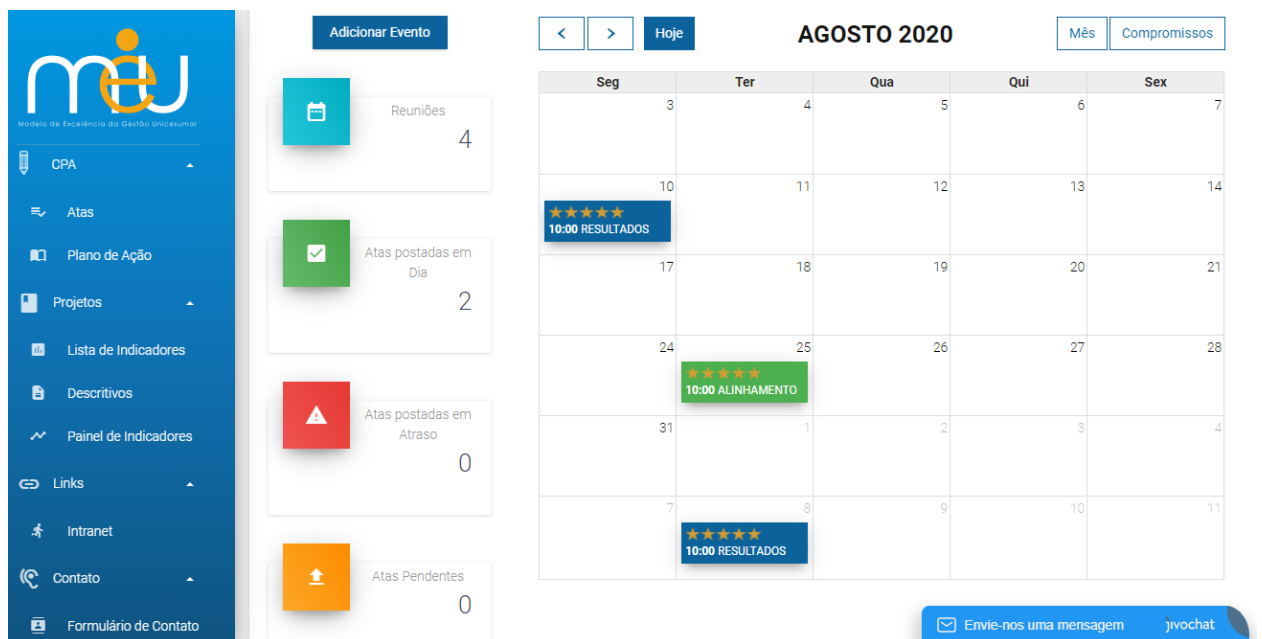 meu
Modelo de Excelência da Gestão Unicesumar
CPA
Atas
Plano de Ação
Projetos
Lista de Indicadores
Descritivos
Painel de Indicadores
Links
Intranet
Contato
Formulário de Contato
Adicionar Evento
Reuniões
4
Atas postadas em
Dia
2
Atas postadas em
Atraso
0
Atas Pendentes
0
< > Hoje AGOSTO 2020 Mês Compromissos
Seg Ter Qua Qui Sex
3 4 5 6 7
10 11 12 13 14
10:00 RESULTADOS
17 18 19 20 21
24 25 26 27 28
10:00 ALINHAMENTO
31 1 2 3 4
7 8 9 10 11
10:00 RESULTADOS
Envie-nos uma mensagem jivochat